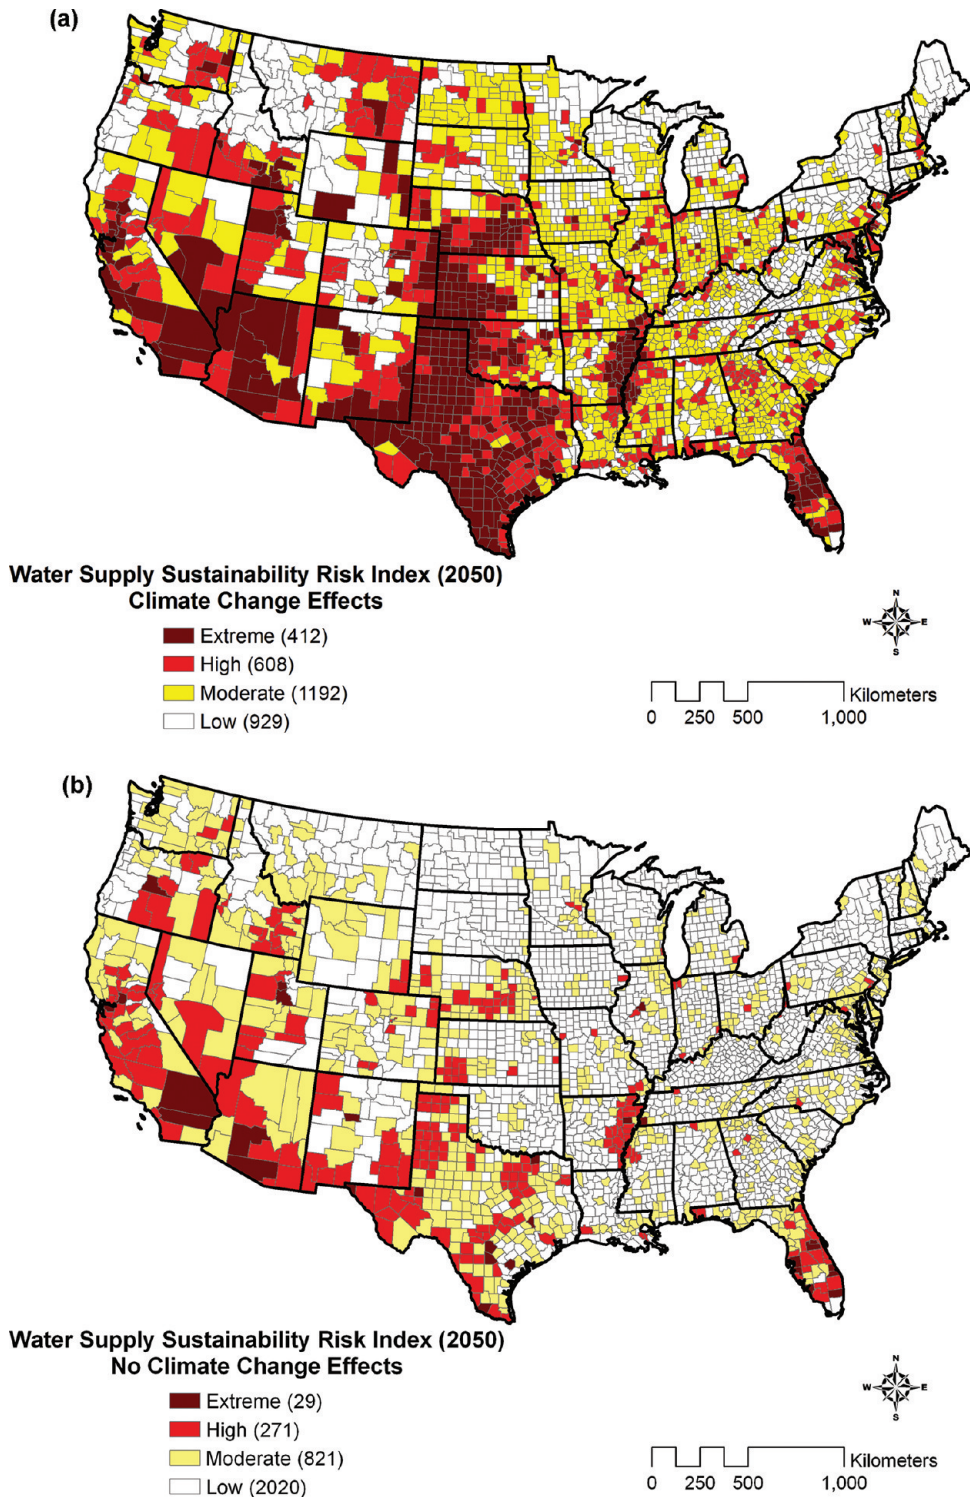 (a)
Water Supply Sustainability Risk Index (2050)
Climate Change Effects
Extreme (412)
High (608)
Moderate (1192)
Low (929)
N
W E
S
Kilometers
0 250 500 1,000
(b)
Water Supply Sustainability Risk Index (2050)
No Climate Change Effects
Extreme (29)
High (271)
Moderate (821)
Low (2020)
N
W E
S
Kilometers
0 250 500 1,000